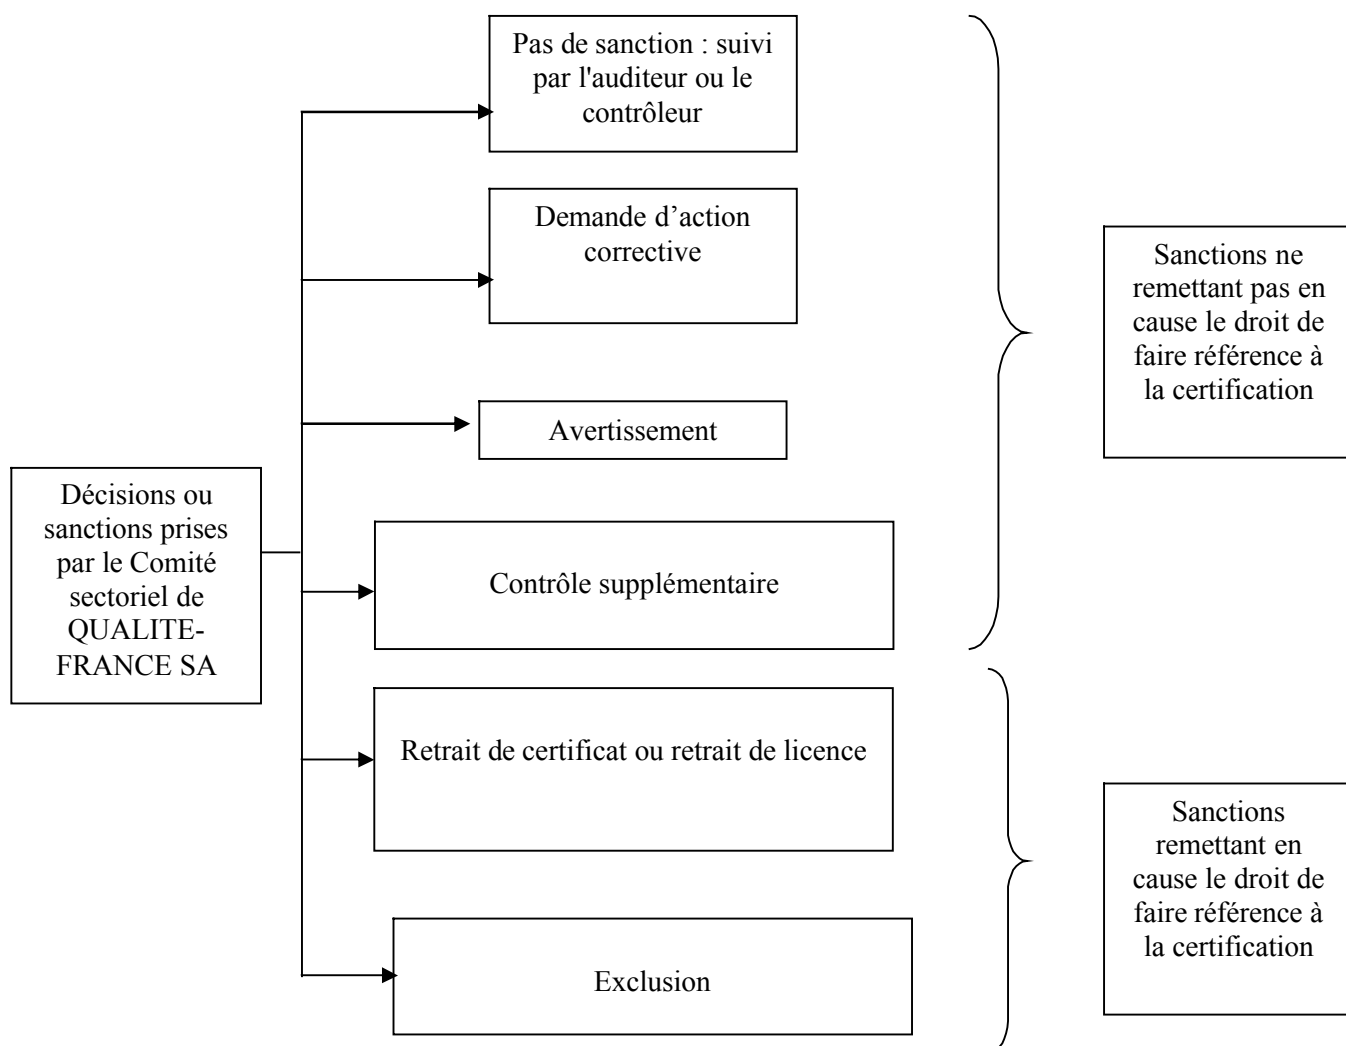 Pas de sanction : suivi
par l'auditeur ou le
contrôleur
Demande d’action
corrective
Avertissement
Contrôle supplémentaire
Retrait de certificat ou retrait de licence
Exclusion
Décisions ou
sanctions prises
par le Comité
sectoriel de
QUALITE-
FRANCE SA
Sanctions ne
remettant pas en
cause le droit de
faire référence à
la certification
Sanctions
remettant en
cause le droit de
faire référence à
la certification